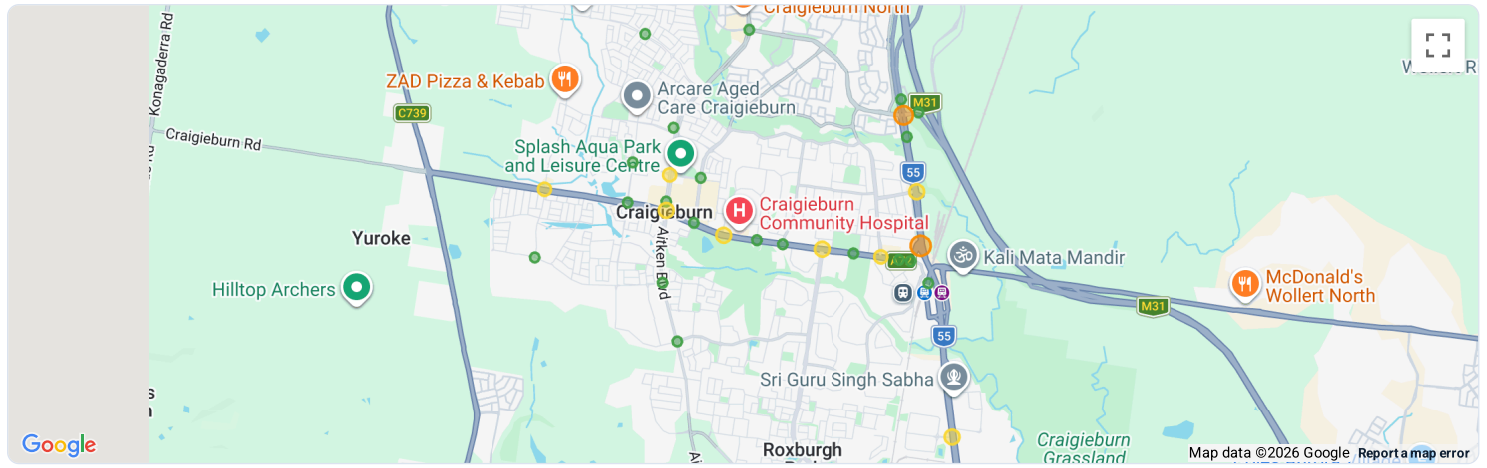 Craigieburn North
Konagaderra Rd
ZAD Pizza & Kebab
Arcare Aged
Care Craigieburn
C739
M31
Craigieburn Rd
Splash Aqua Park
and Leisure Centre
55
Craigieburn
Craigieburn
Community Hospital
Yuroke
Aitken Blvd
Kali Mata Mandir
Hilltop Archers
McDonald's
Wollert North
M31
55
Sri Guru Singh Sabha
Roxburgh
Craigieburn
Grassland
Google
Map data ©2026 Google
Report a map error